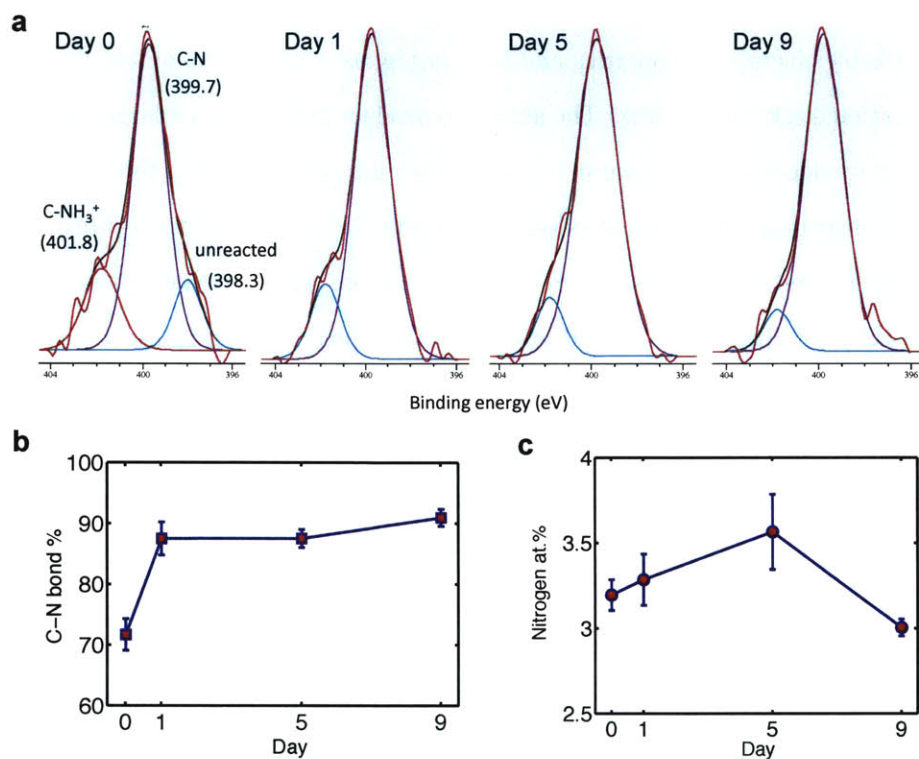 a
Day 0
Day 1
Day 5
Day 9
C-N
(399.7)
C-NH₃⁺
(401.8)
unreacted
(398.3)
404 400 396
404 400 396
404 400 396
404 400 396
Binding energy (eV)
b
C−N bond %
100
90
80
70
60
0 1 5 9
Day
c
Nitrogen at.%
4
3.5
3
2.5
0 1 5 9
Day